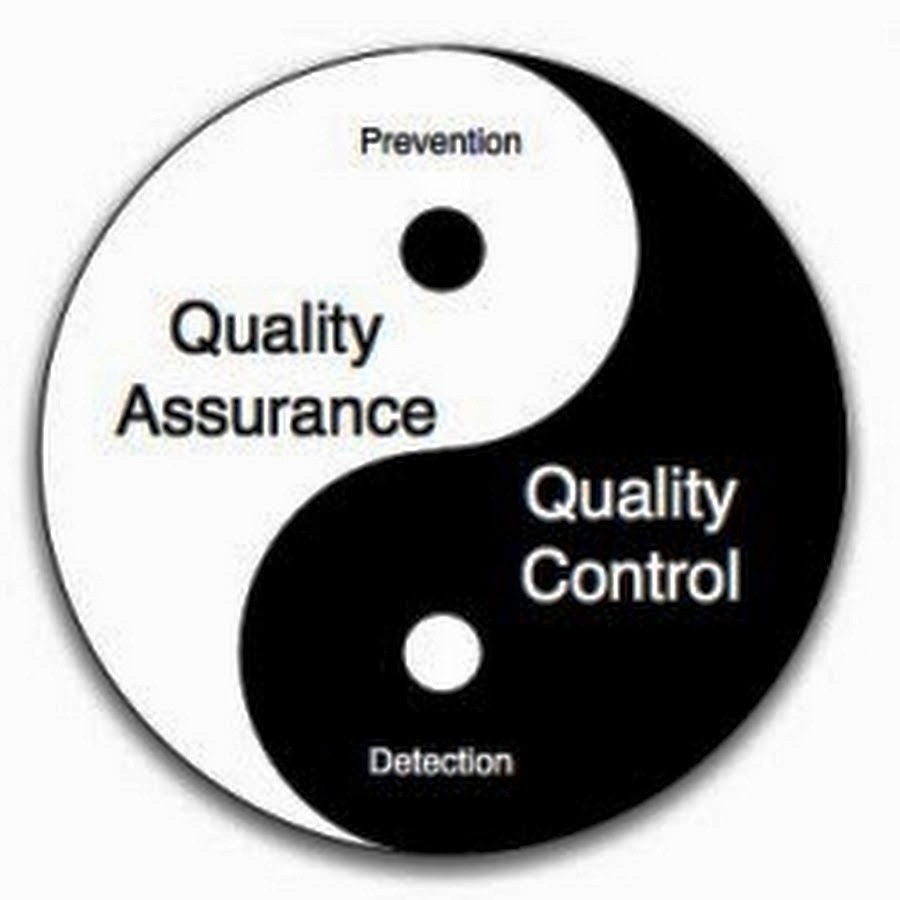 Prevention
Quality
Assurance
Quality
Control
Detection